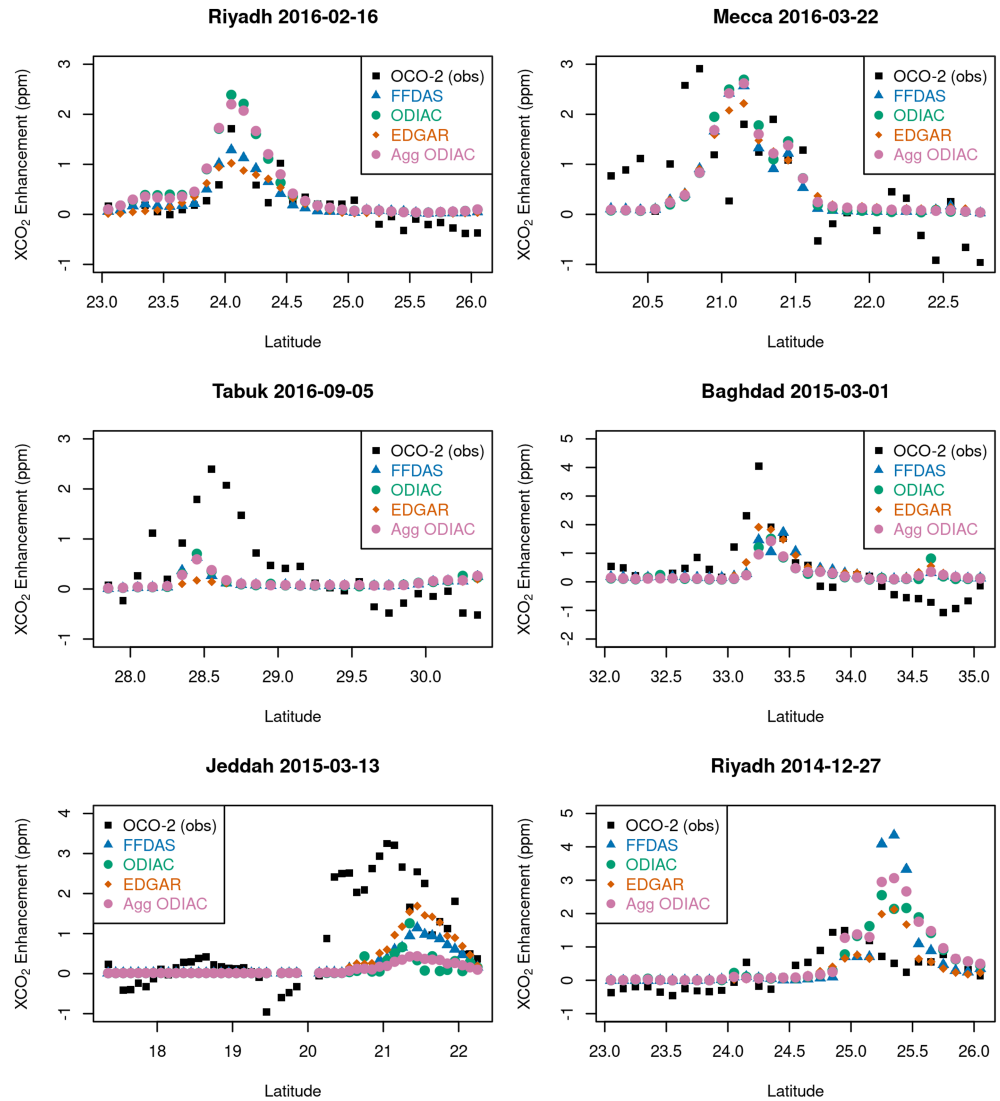 Riyadh 2016-02-16
XCO2 Enhancement (ppm)
3
2
1
0
-1
OCO-2 (obs)
FFDAS
ODIAC
EDGAR
Agg ODIAC
23.0 23.5 24.0 24.5 25.0 25.5 26.0
Latitude
Mecca 2016-03-22
XCO2 Enhancement (ppm)
3
2
1
0
-1
OCO-2 (obs)
FFDAS
ODIAC
EDGAR
Agg ODIAC
20.5 21.0 21.5 22.0 22.5
Latitude
Tabuk 2016-09-05
XCO2 Enhancement (ppm)
3
2
1
0
-1
OCO-2 (obs)
FFDAS
ODIAC
EDGAR
Agg ODIAC
28.0 28.5 29.0 29.5 30.0
Latitude
Baghdad 2015-03-01
XCO2 Enhancement (ppm)
5
4
3
2
1
0
-1
-2
OCO-2 (obs)
FFDAS
ODIAC
EDGAR
Agg ODIAC
32.0 32.5 33.0 33.5 34.0 34.5 35.0
Latitude
Jeddah 2015-03-13
XCO2 Enhancement (ppm)
4
3
2
1
0
-1
OCO-2 (obs)
FFDAS
ODIAC
EDGAR
Agg ODIAC
18 19 20 21 22
Latitude
Riyadh 2014-12-27
XCO2 Enhancement (ppm)
5
4
3
2
1
0
-1
OCO-2 (obs)
FFDAS
ODIAC
EDGAR
Agg ODIAC
23.0 23.5 24.0 24.5 25.0 25.5 26.0
Latitude